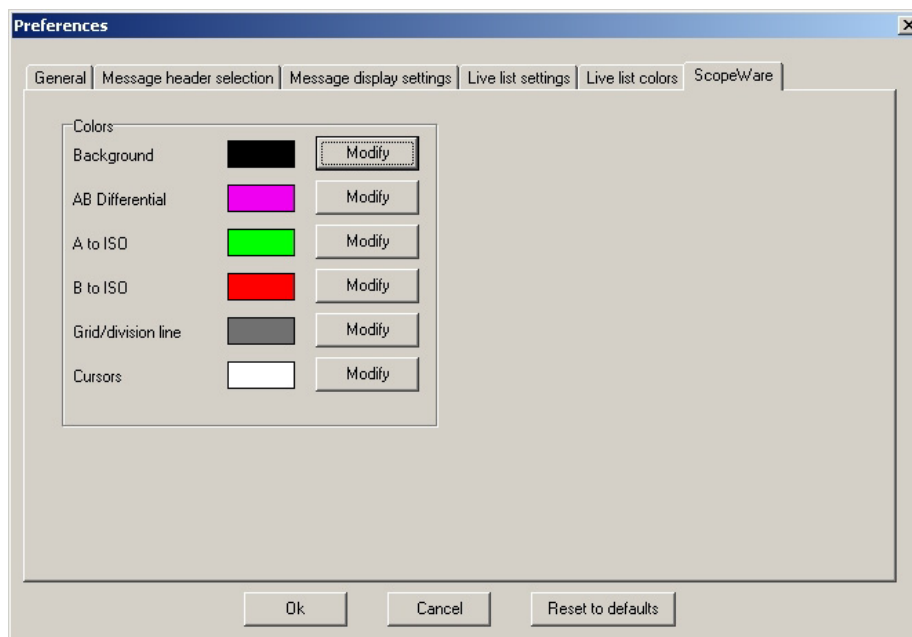 Preferences
General Message header selection Message display settings Live list settings Live list colors ScopeWare
Colors
Background Modify
AB Differential Modify
A to ISO Modify
B to ISO Modify
Grid/division line Modify
Cursors Modify
Ok Cancel Reset to defaults